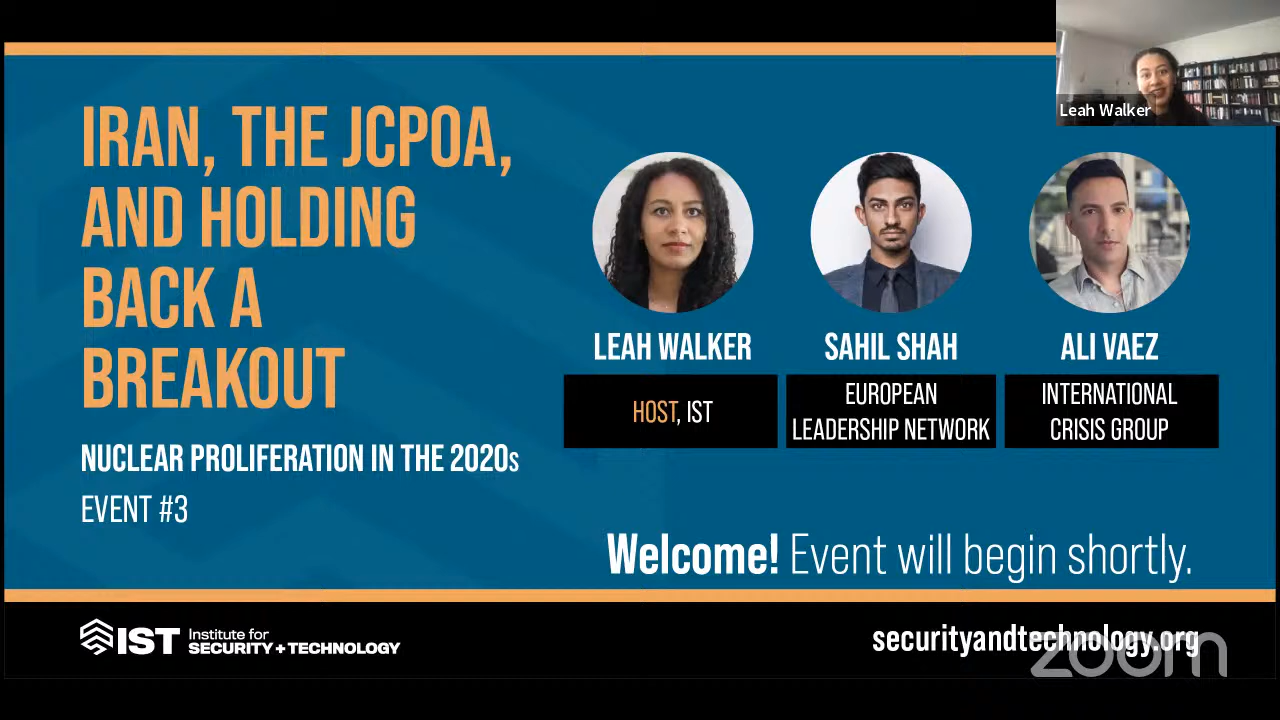 Leah Walker
IRAN, THE JCPOA,
AND HOLDING
BACK A
BREAKOUT
NUCLEAR PROLIFERATION IN THE 2020s
EVENT #3
LEAH WALKER
HOST, IST
SAHIL SHAH
EUROPEAN
LEADERSHIP NETWORK
ALI VAEZ
INTERNATIONAL
CRISIS GROUP
Welcome! Event will begin shortly.
IST
Institute for
SECURITY + TECHNOLOGY
securityandtechnology.org
zoom